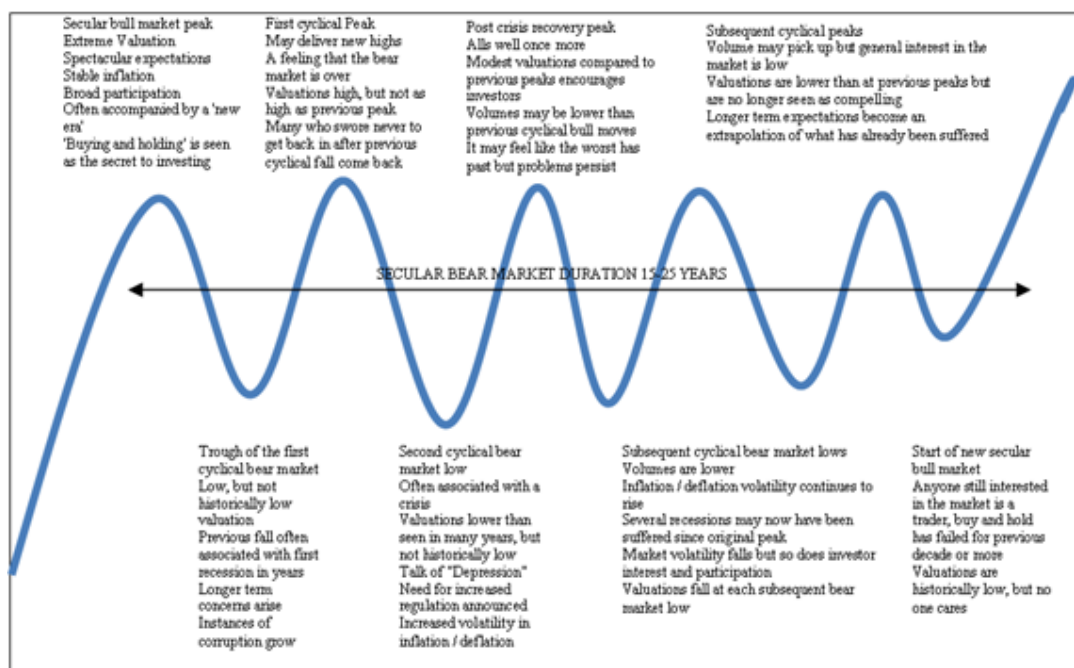 Secular bull market peak
Extreme Valuation
Spectacular expectations
Stable inflation
Broad participation
Often accompanied by a 'new
era'
'Buying and holding' is seen
as the secret to investing
First cyclical Peak
May deliver new highs
A feeling that the bear
market is over
Valuations high, but not as
high as previous peak
Many who swore never to
get back in after previous
cyclical fall come back
Post crisis recovery peak
Alls well once more
Modest valuations compared to
previous peaks encourages
investors
Volumes may be lower than
previous cyclical bull moves
It may feel like the worst has
past but problems persist
Subsequent cyclical peaks
Volume may pick up but general interest in the
market is low
Valuations are lower than at previous peaks but
are no longer seen as compelling
Longer term expectations become an
extrapolation of what has already been suffered
SECULAR BEAR MARKET DURATION 15-25 YEARS
Trough of the first
cyclical bear market
Low, but not
historically low
valuation
Previous fall often
associated with first
recession in years
Longer term
concerns arise
Instances of
corruption grow
Second cyclical bear
market low
Often associated with a
crisis
Valuations lower than
seen in many years, but
not historically low
Talk of "Depression"
Need for increased
regulation announced
Increased volatility in
inflation / deflation
Subsequent cyclical bear market lows
Volumes are lower
Inflation / deflation volatility continues to
rise
Several recessions may now have been
suffered since original peak
Market volatility falls but so does investor
interest and participation
Valuations fall at each subsequent bear
market low
Start of new secular
bull market
Anyone still interested
in the market is a
trader, buy and hold
has failed for previous
decade or more
Valuations are
historically low, but no
one cares